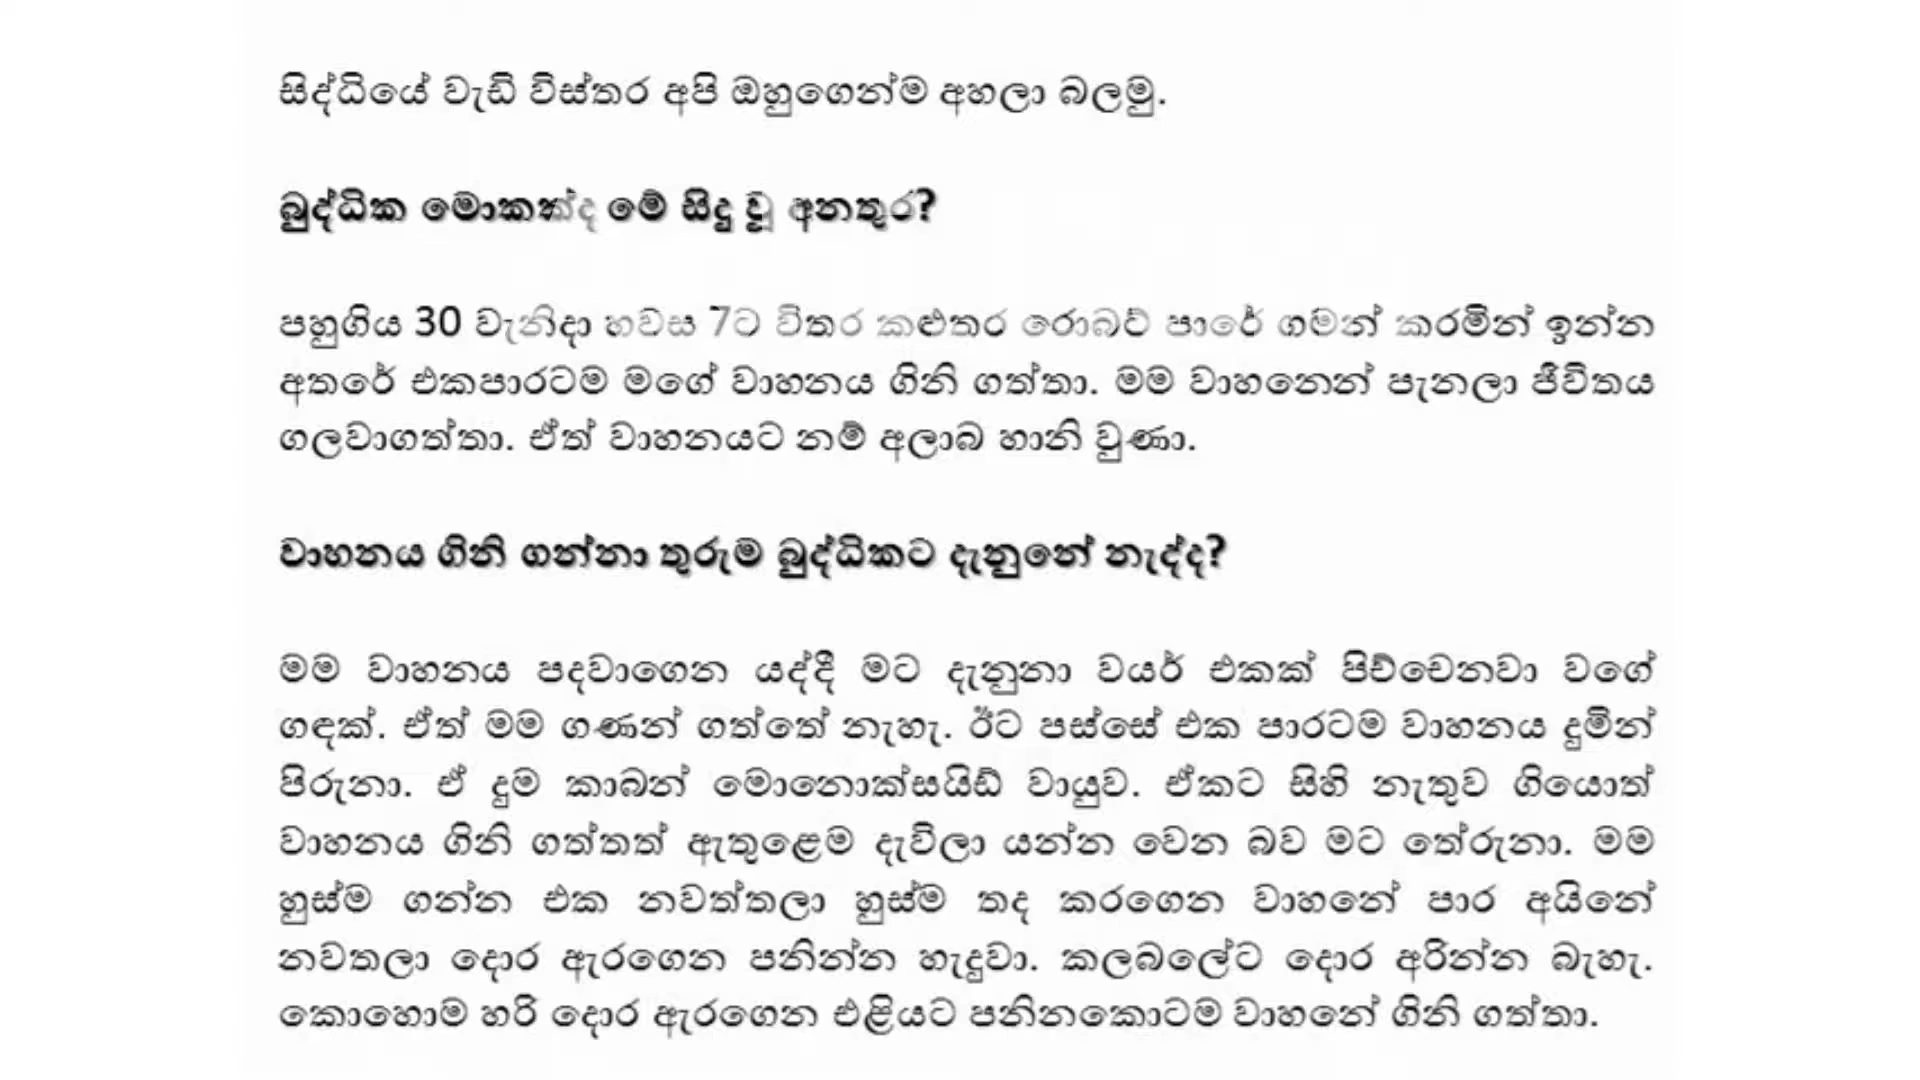 සිද්ධියේ වැඩි විස්තර අපි ඔහුගෙන්ම අහලා බලමු.
බුද්ධික මොකක්ද මේ සිදු වූ අනතුර?
පහුගිය 30 වැනිදා හවස 7ට විතර කළුතර රොබට් පාරේ ගමන් කරමින් ඉන්න
අතරේ එකපාරටම මගේ වාහනය ගිනි ගත්තා. මම වාහනෙන් පැනලා ජීවිතය
ගලවාගත්තා. ඒත් වාහනයට නම් අලාබ හානි වුණා.
වාහනය ගිනි ගන්නා තුරුම බුද්ධිකට දැනුනේ නැද්ද?
මම වාහනය පදවාගෙන යද්දී මට දැනුනා වයර් එකක් පිච්චෙනවා වගේ
ගඳක්. ඒත් මම ගණන් ගත්තේ නැහැ. ඊට පස්සේ එක පාරටම වාහනය දුමින්
පිරුනා. ඒ දුම කාබන් මොනොක්සයිඩ් වායුව. ඒකට සිහි නැතුව ගියොත්
වාහනය ගිනි ගත්තත් ඇතුළෙම දැවිලා යන්න වෙන බව මට තේරුනා. මම
හුස්ම ගන්න එක නවත්තලා හුස්ම තද කරගෙන වාහනේ පාර අයිනේ
නවතලා දොර ඇරගෙන පනින්න හැදුවා. කලබලේට දොර අරින්න බැහැ.
කොහොම හරි දොර ඇරගෙන එළියට පනිනකොටම වාහනේ ගිනි ගත්තා.